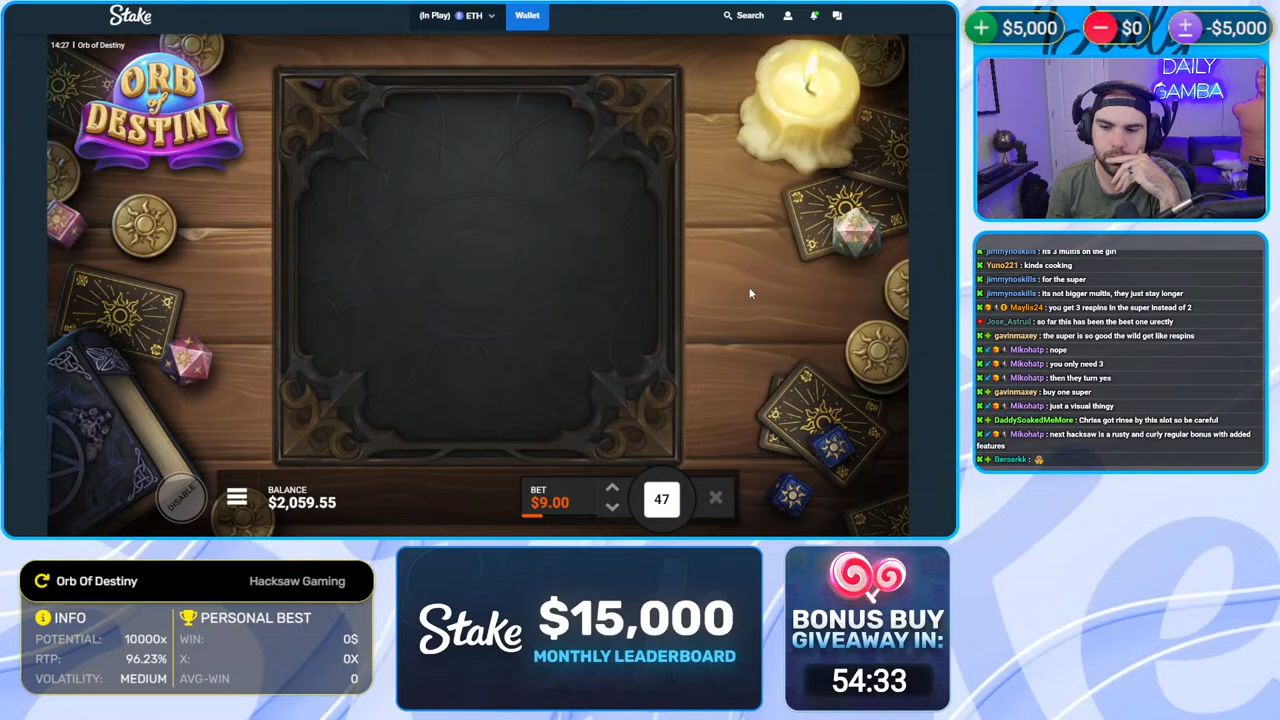 Stake
(In Play) ETH
Wallet
Search
14:27 | Orb of Destiny
ORB
of
DESTINY
DISABLE
BALANCE
$2,059.55
BET
$9.00
47
$5,000
$0
-$5,000
DAILY
GAMBA
jimmynoskills : its 3 multis on the girl
Yuno221 : kinda cooking
jimmynoskills : for the super
jimmynoskills : Its not bigger multis, they just stay longer
Maylis24 : you get 3 respins In the super instead of 2
Jose_Astruil : so far this has been the best one urectly
gavinmaxey : the super is so good the wild get like respins
Mikohatp : nope
Mikohatp : you only need 3
Mikohatp : then they turn yes
gavinmaxey : buy one super
Mikohatp : just a visual thingy
DaddySoakedMeMore : Chriss got rinse by this slot so be careful
Mikohatp : next hacksaw is a rusty and curly regular bonus with added
features
Berserkk :
Orb Of Destiny
Hacksaw Gaming
INFO
POTENTIAL: 10000x
RTP: 96.23%
VOLATILITY: MEDIUM
PERSONAL BEST
WIN: 0$
X: 0X
AVG-WIN 0
Stake
$15,000
MONTHLY LEADERBOARD
BONUS BUY
GIVEAWAY IN:
54:33